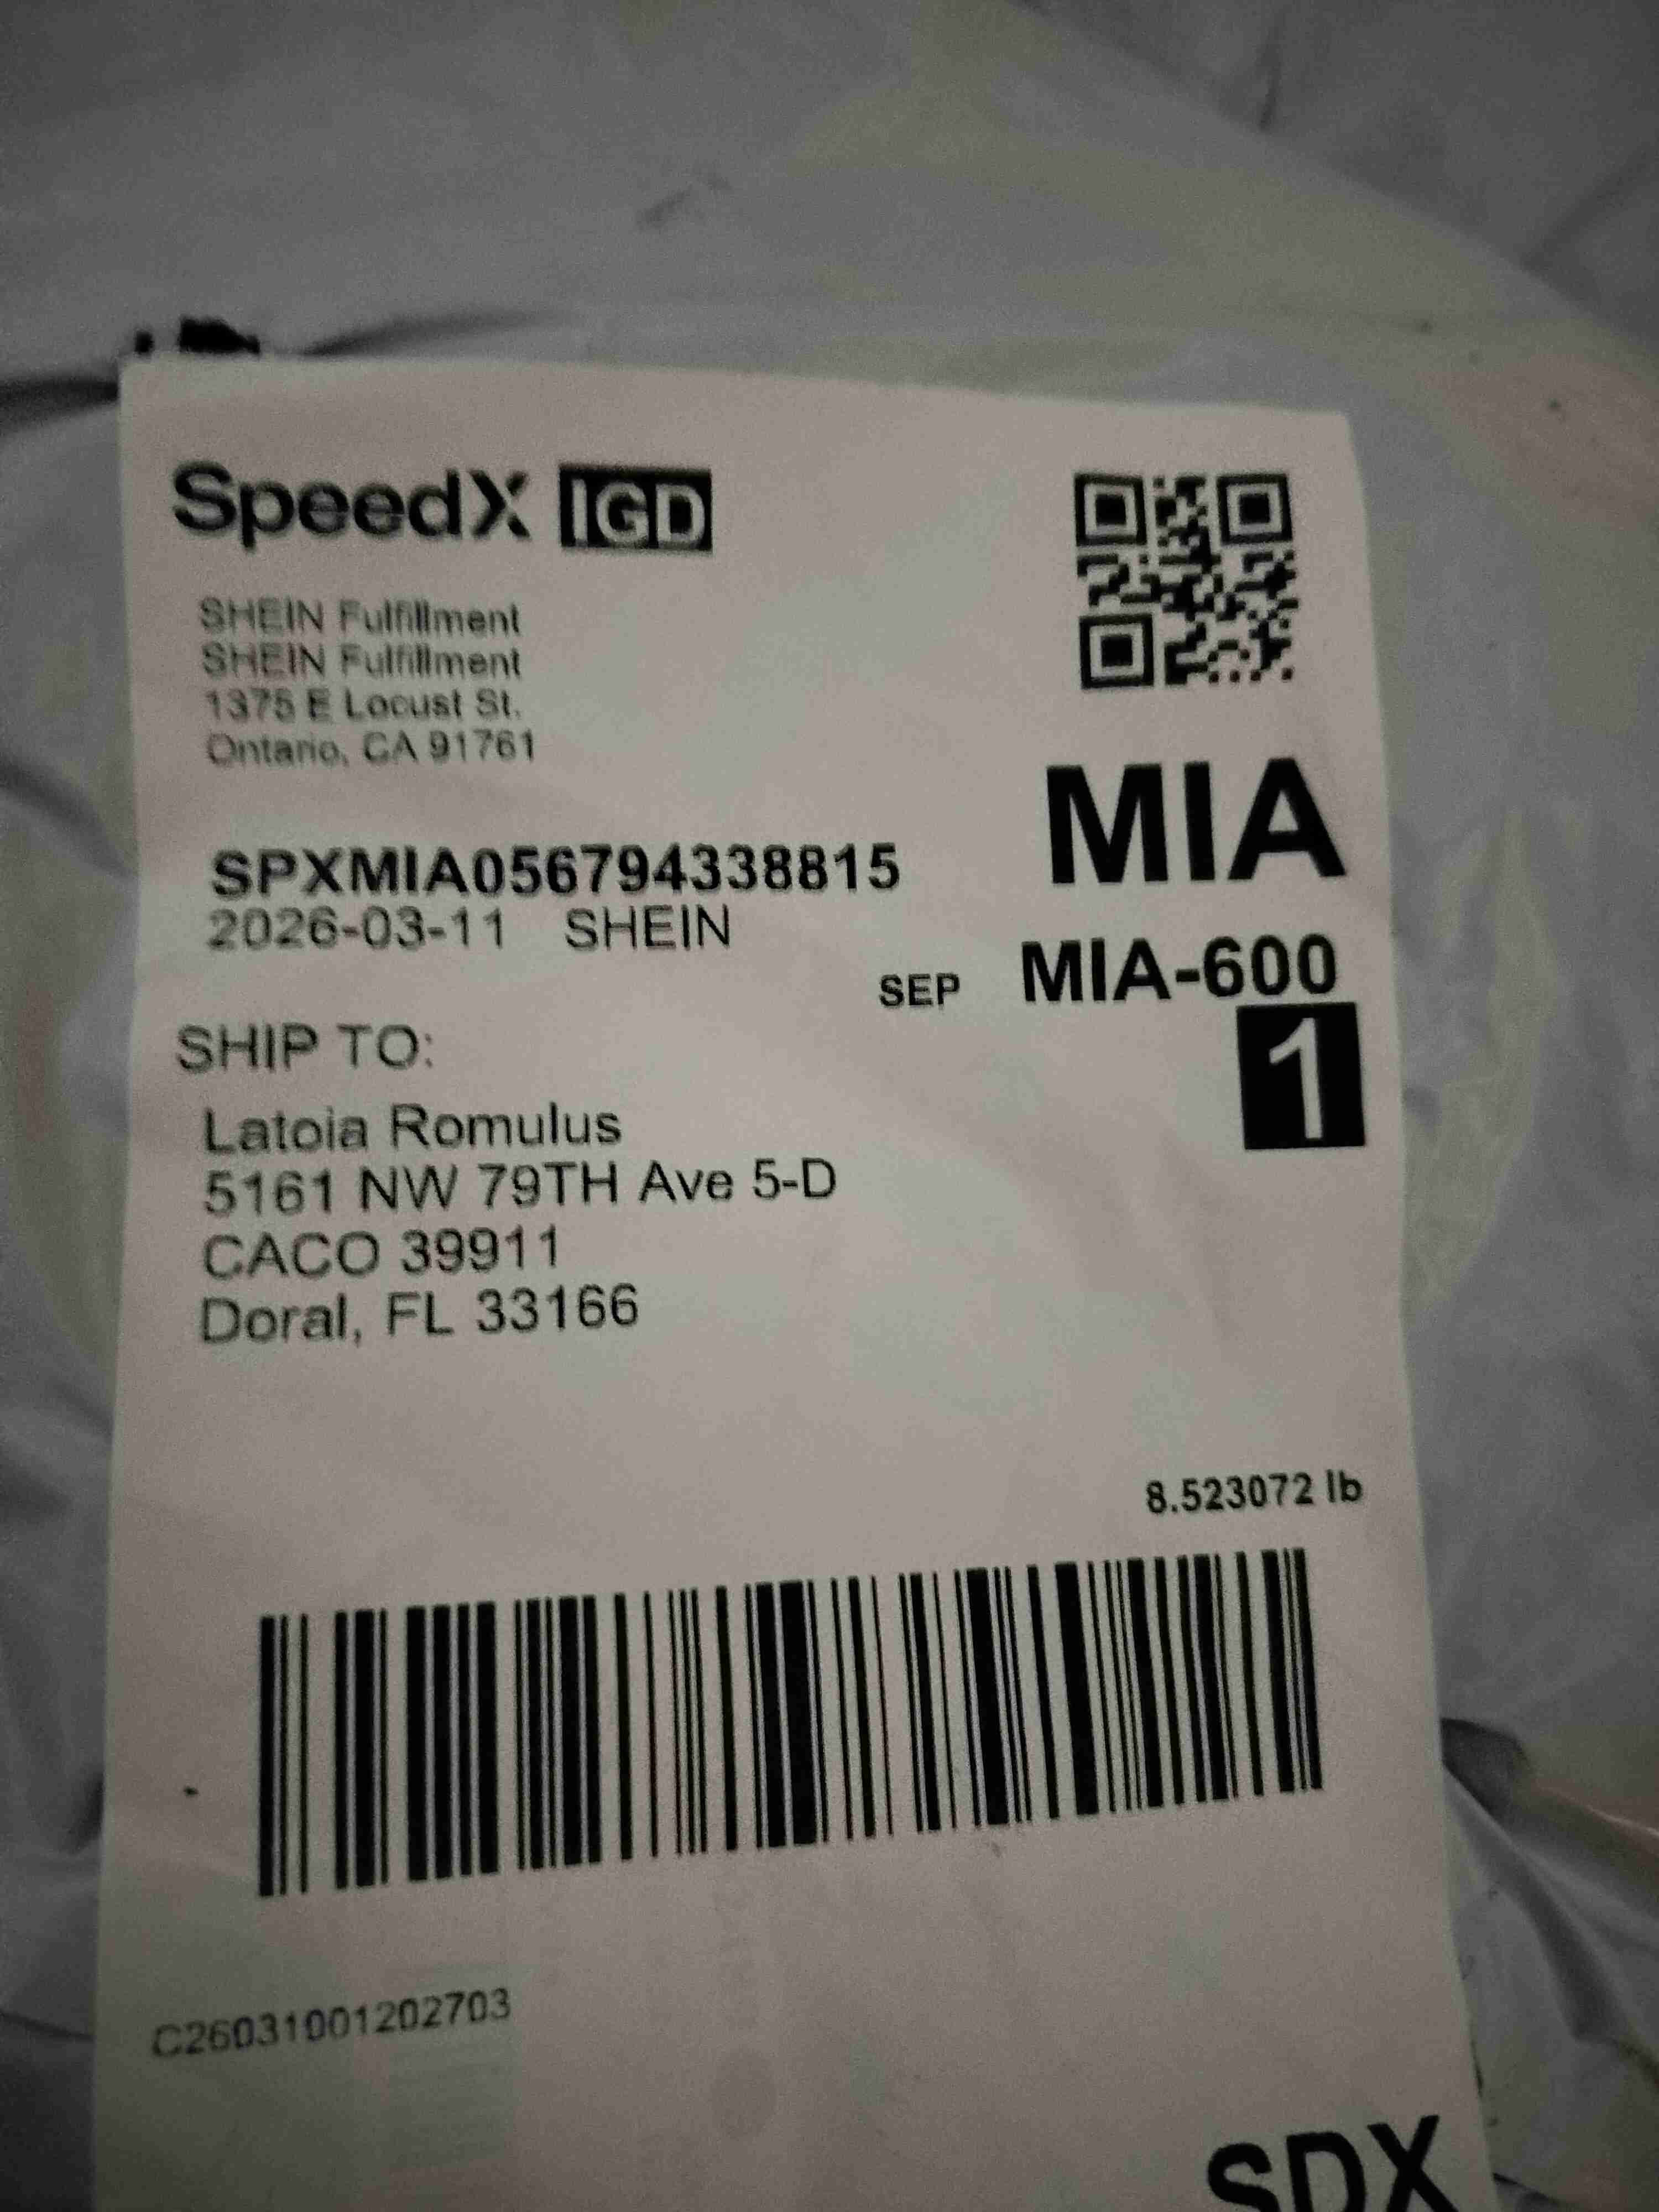 SpeedX IGD
SHEIN Fulfillment
SHEIN Fulfillment
1375 E Locust St.
Ontario, CA 91761
MIA
SPXMIA056794338815
2026-03-11 SHEIN
SEP MIA-600
1
SHIP TO:
Latoia Romulus
5161 NW 79TH Ave 5-D
CACO 39911
Doral, FL 33166
8.523072 lb
C26031001202703
SDX